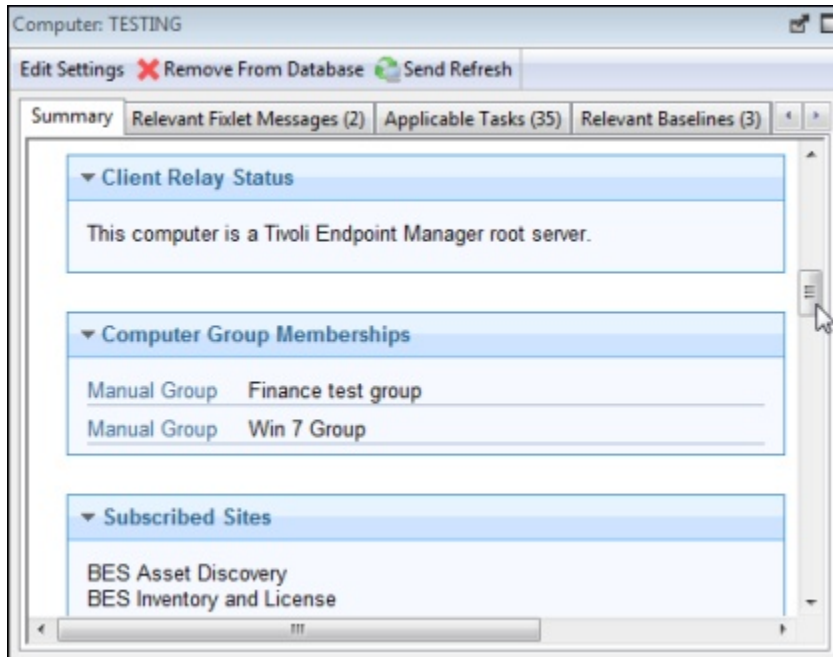 Computer: TESTING
Edit Settings Remove From Database Send Refresh
Summary Relevant Fixlet Messages (2) Applicable Tasks (35) Relevant Baselines (3)
Client Relay Status
This computer is a Tivoli Endpoint Manager root server.
Computer Group Memberships
Manual Group Finance test group
Manual Group Win 7 Group
Subscribed Sites
BES Asset Discovery
BES Inventory and License